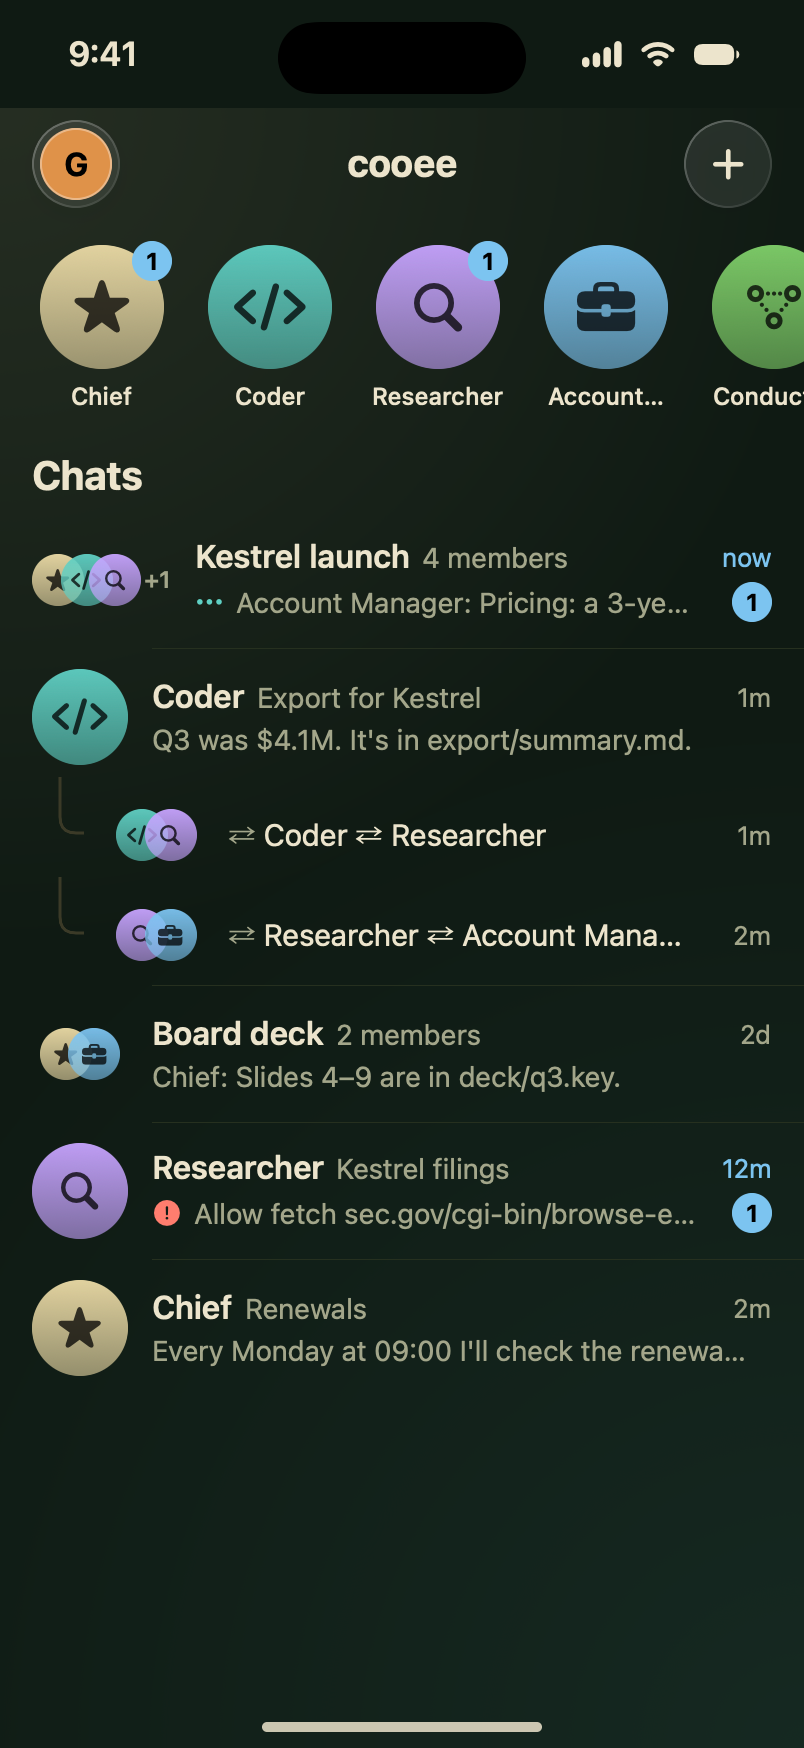 9:41
G
cooee
1
1
Chief
Coder
Researcher
Account...
Conduc
Chats
+1
Kestrel launch 4 members now
Account Manager: Pricing: a 3-ye... 1
Coder Export for Kestrel 1m
Q3 was $4.1M. It's in export/summary.md.
⇄ Coder ⇄ Researcher 1m
⇄ Researcher ⇄ Account Mana... 2m
Board deck 2 members 2d
Chief: Slides 4–9 are in deck/q3.key.
Researcher Kestrel filings 12m
! Allow fetch sec.gov/cgi-bin/browse-e... 1
Chief Renewals 2m
Every Monday at 09:00 I'll check the renewa...